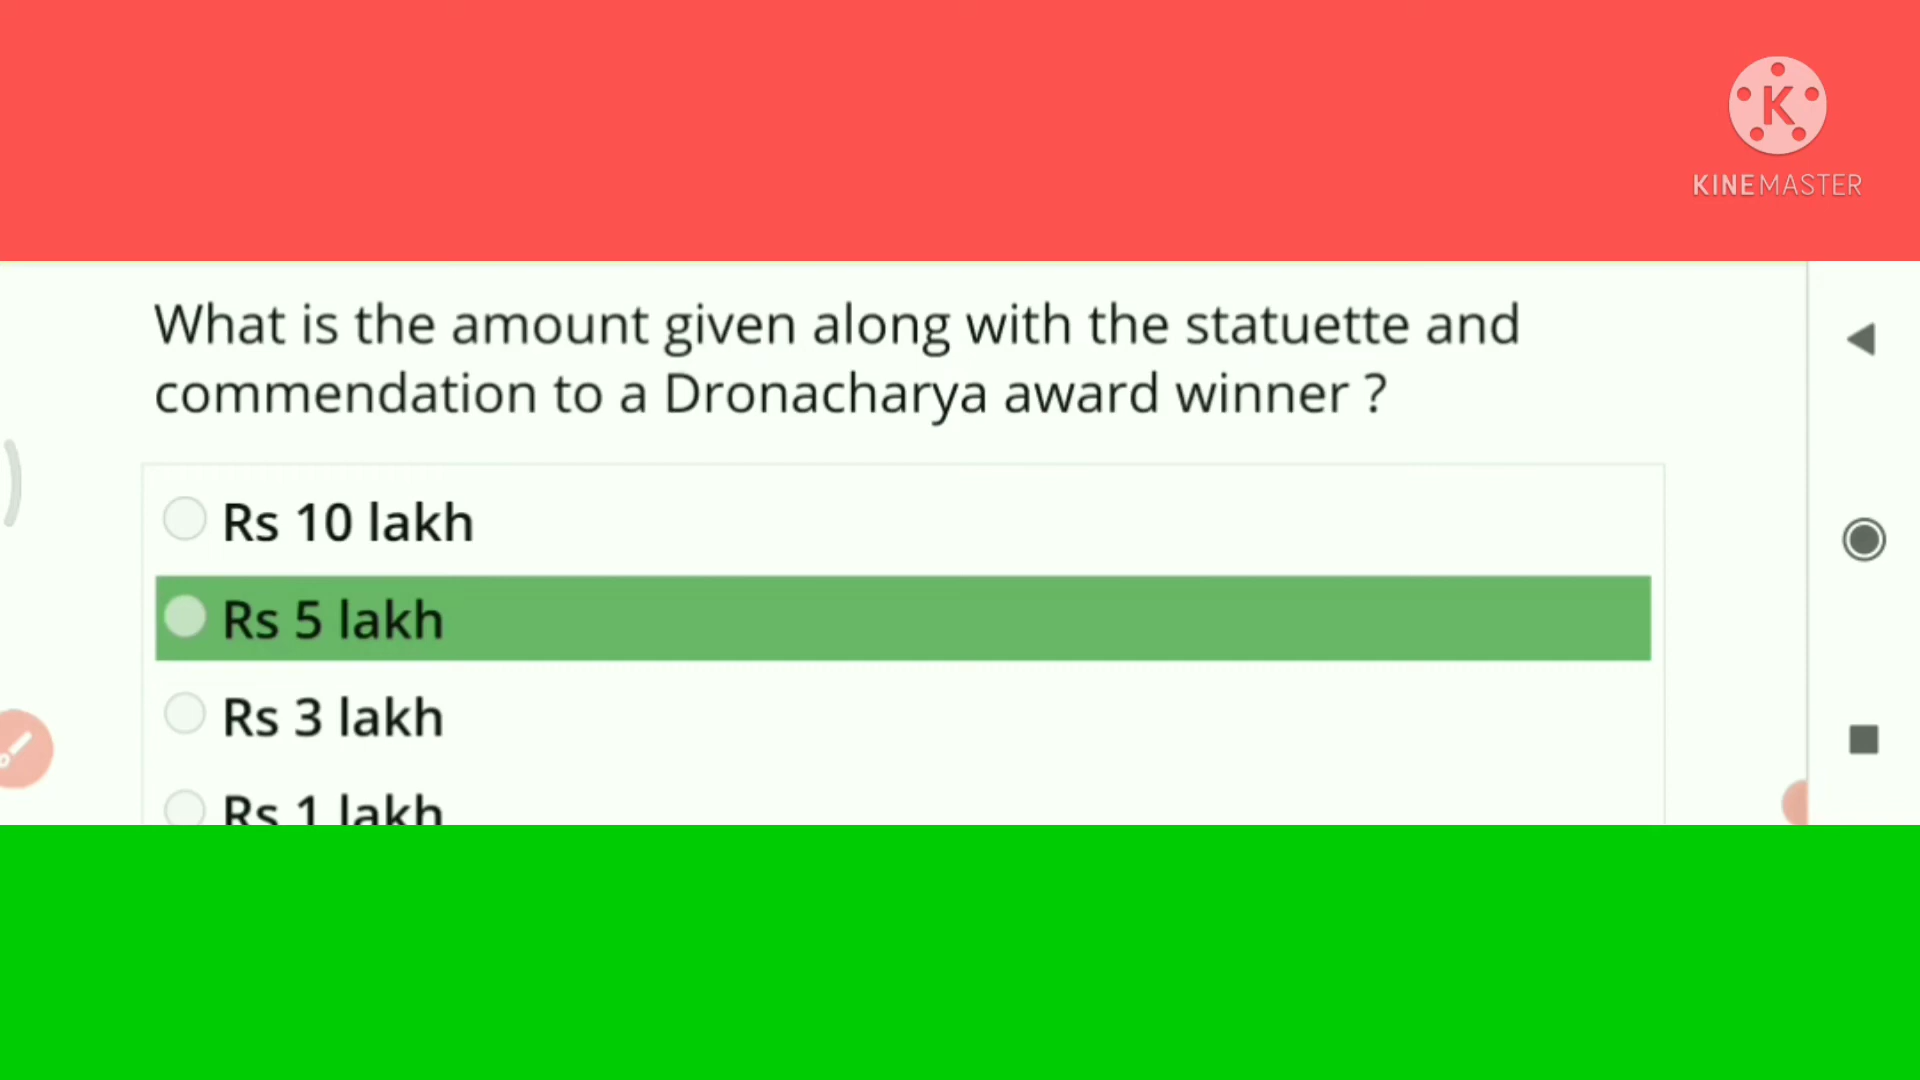 K
KINEMASTER
What is the amount given along with the statuette and
commendation to a Dronacharya award winner ?
Rs 10 lakh
Rs 5 lakh
Rs 3 lakh
Rs 1 lakh